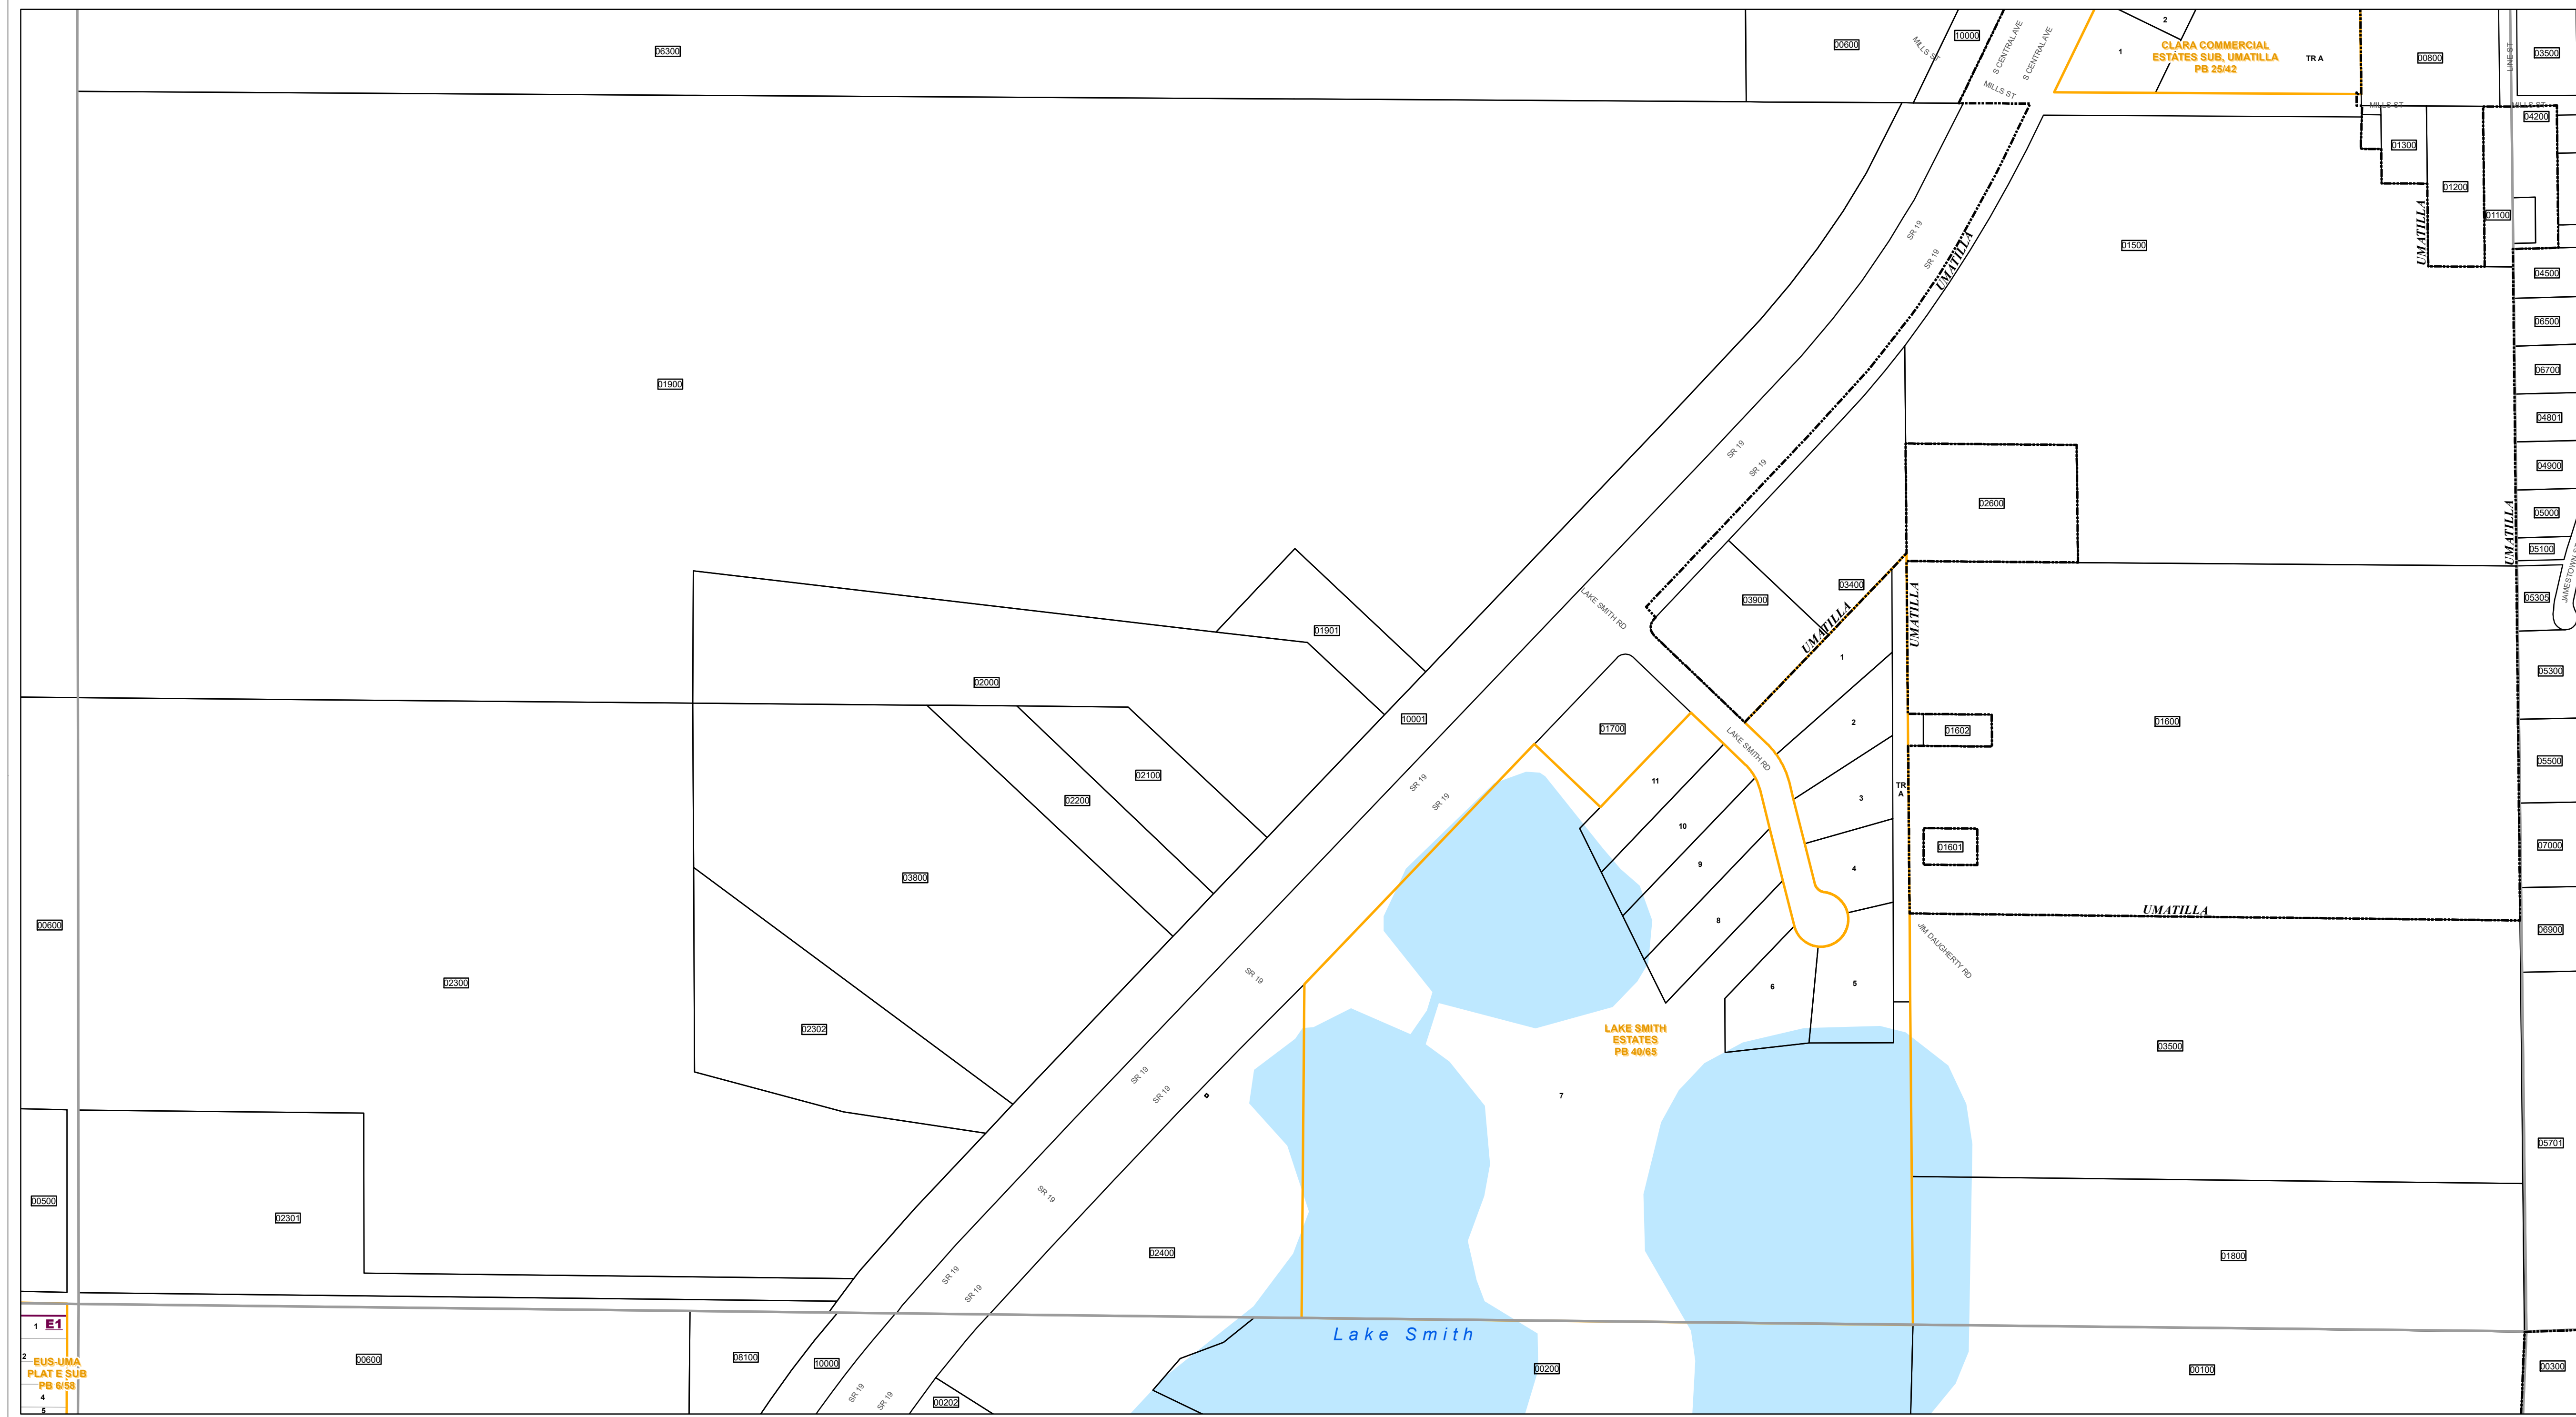 06300
00600
MILLS ST
10000
S CENTRAL AVE
S CENTRAL AVE
MILLS ST
2
1
CLARA COMMERCIAL
ESTATES SUB, UMATILLA
PB 25/42
TR A
00800
LINE ST
03500
MILLS ST
MILLS ST
04200
01300
01200
UMATILLA
01100
01500
SR 19
SR 19
UMATILLA
04500
06500
06700
01900
04801
04900
SR 19
SR 19
02600
UMATILLA
05000
05100
JAMESTOWN ST
05305
LAKE SMITH RD
03400
03900
UMATILLA
UMATILLA
01901
1
05300
02000
10001
01700
LAKE SMITH RD
2
01602
01600
02100
02200
SR 19
SR 19
11
3
TR
A
05500
10
01601
07000
03800
9
4
8
UMATILLA
00600
06900
JIM DAUGHERTY RD
02300
SR 19
6
5
02302
LAKE SMITH
ESTATES
PB 40/65
03500
SR 19
SR 19
7
05701
00500
02301
SR 19
02400
01800
SR 19
SR 19
1
E1
Lake Smith
2
EUS-UMA
PLAT E SUB
PB 6/58
4
5
00600
08100
10000
SR 19
SR 19
00202
00200
00100
00300